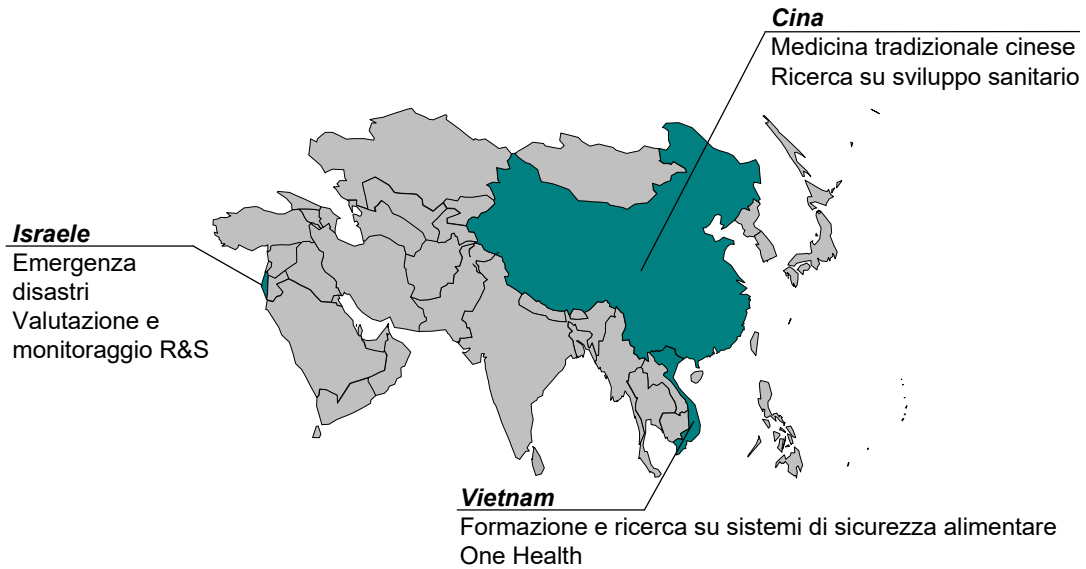 Cina
Medicina tradizionale cinese
Ricerca su sviluppo sanitario
Israele
Emergenza
disastri
Valutazione e
monitoraggio R&S
Vietnam
Formazione e ricerca su sistemi di sicurezza alimentare
One Health